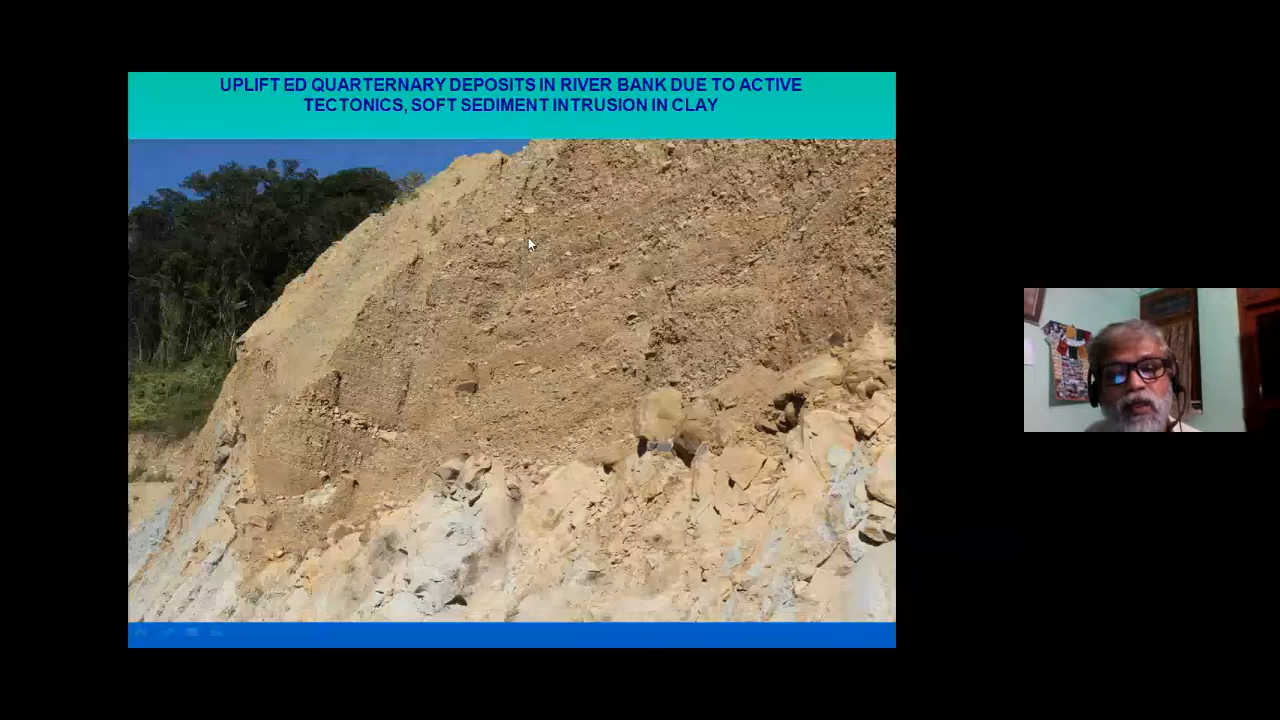 UPLIFT ED QUARTERNARY DEPOSITS IN RIVER BANK DUE TO ACTIVE
TECTONICS, SOFT SEDIMENT INTRUSION IN CLAY